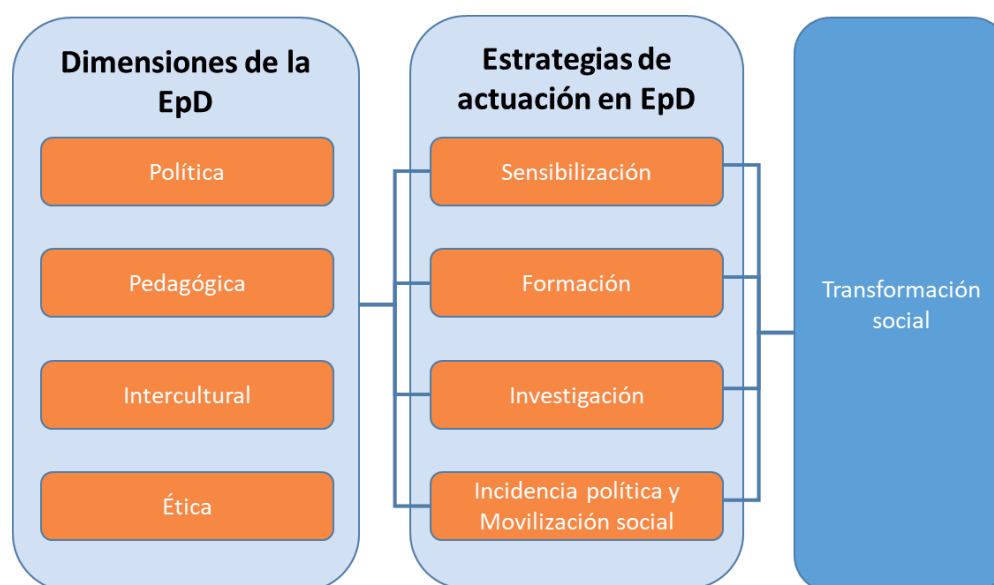 Dimensiones de la
EpD
Política
Pedagógica
Intercultural
Ética
Estrategias de
actuación en EpD
Sensibilización
Formación
Investigación
Incidencia política y
Movilización social
Transformación
social